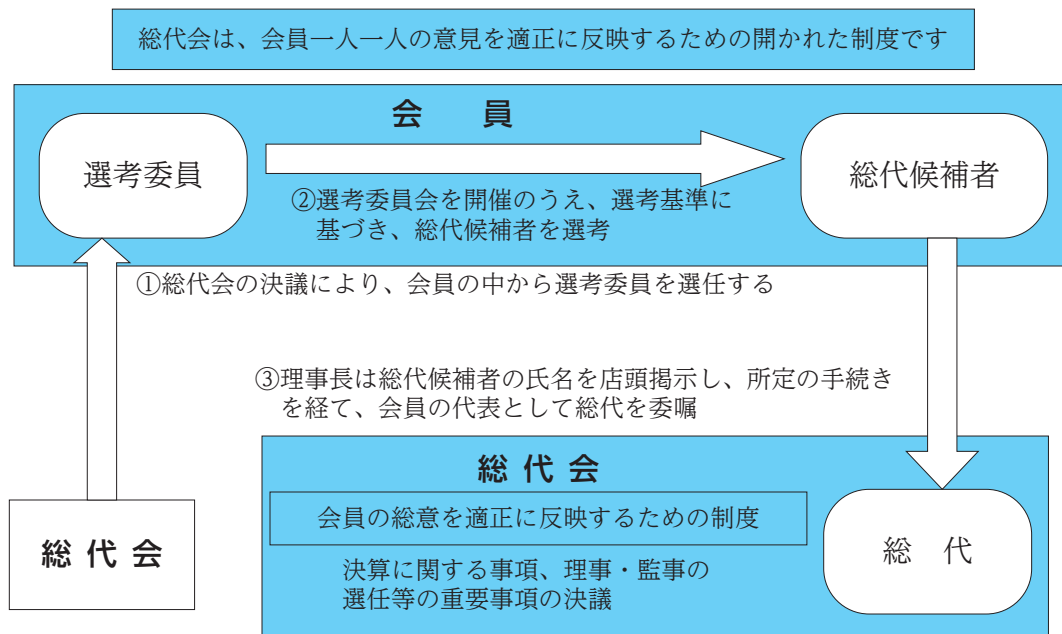 総代会は、会員一人一人の意見を適正に反映するための開かれた制度です
会　員
選考委員
総代候補者
②選考委員会を開催のうえ、選考基準に
基づき、総代候補者を選考
①総代会の決議により、会員の中から選考委員を選任する
③理事長は総代候補者の氏名を店頭掲示し、所定の手続き
を経て、会員の代表として総代を委嘱
総代会
総代会
会員の総意を適正に反映するための制度
決算に関する事項、理事・監事の
選任等の重要事項の決議
総　代